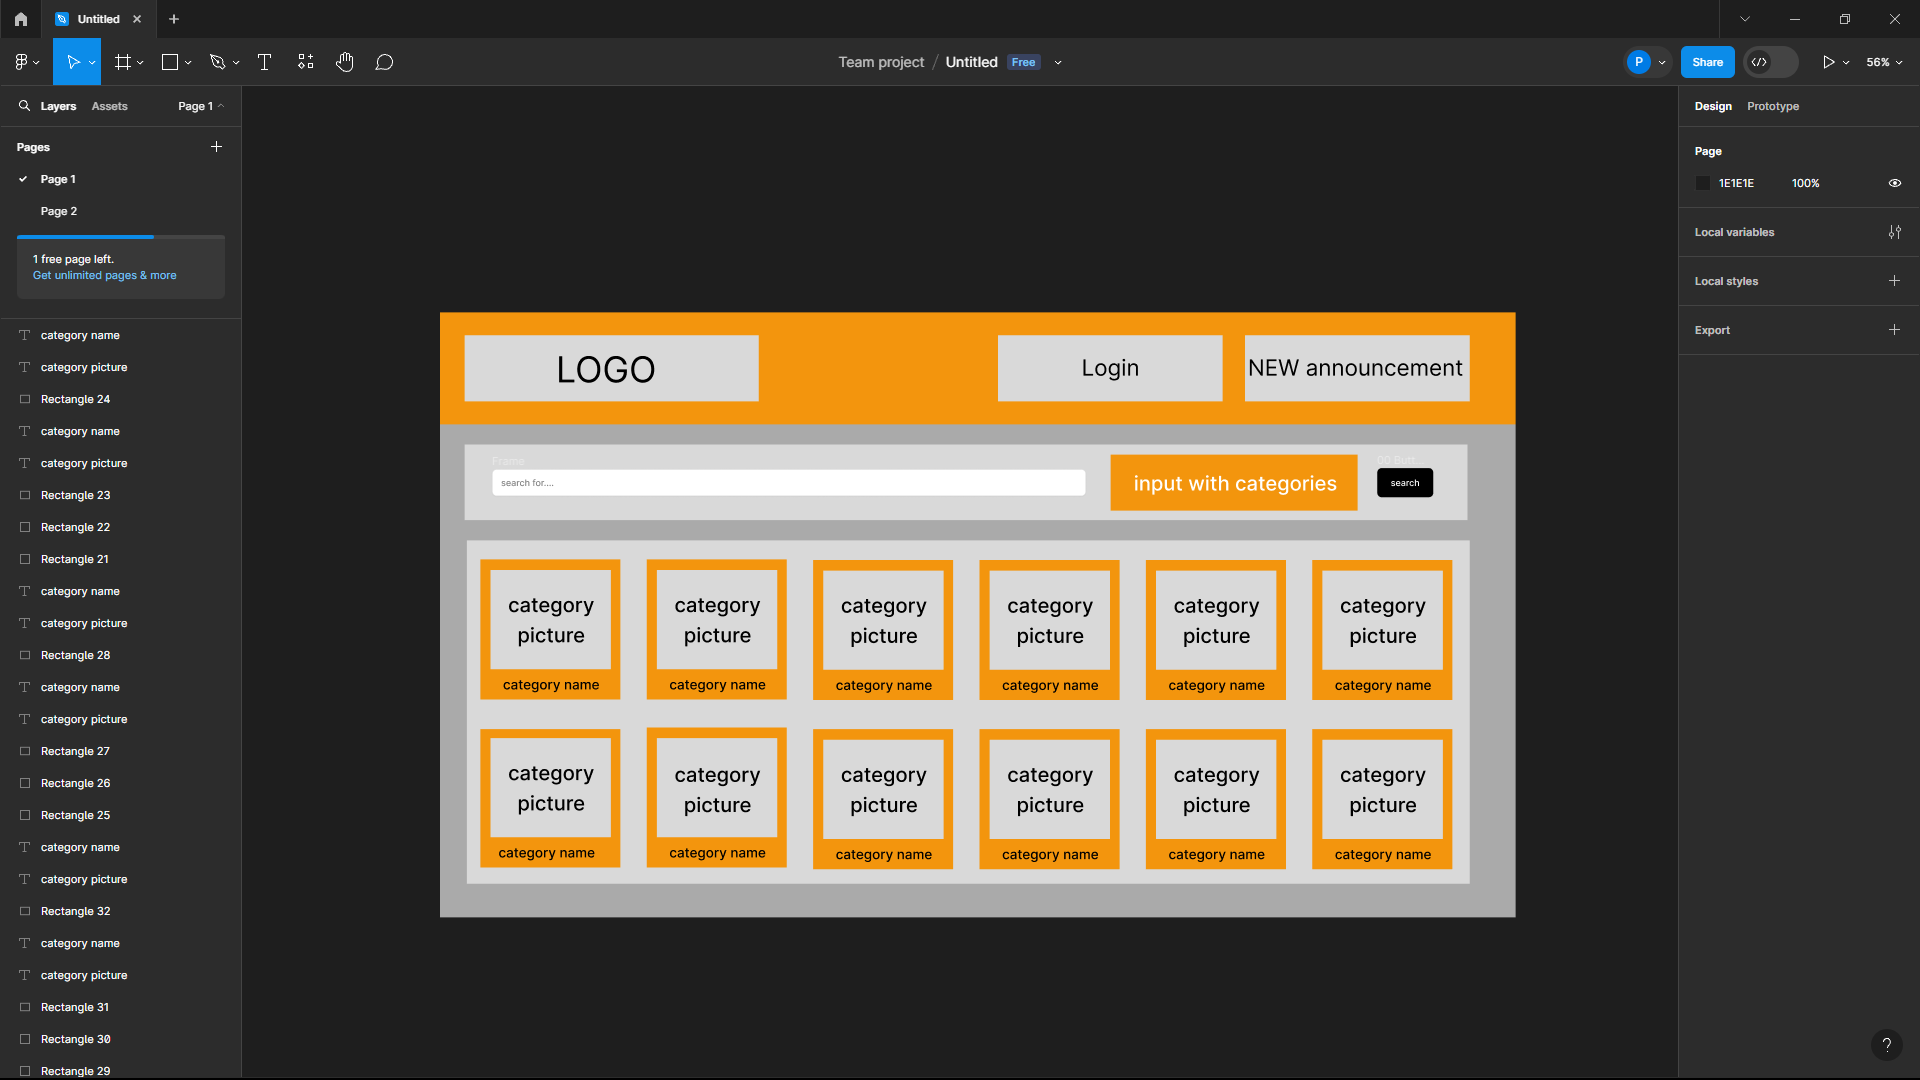 Untitled
Team project / Untitled Free
P
Share
56%
Layers Assets Page 1
Pages
Page 1
Page 2
1 free page left.
Get unlimited pages & more
category name
category picture
Rectangle 24
category name
category picture
Rectangle 23
Rectangle 22
Rectangle 21
category name
category picture
Rectangle 28
category name
category picture
Rectangle 27
Rectangle 26
Rectangle 25
category name
category picture
Rectangle 32
category name
category picture
Rectangle 31
Rectangle 30
Rectangle 29
LOGO
Login
NEW announcement
Frame
search for....
input with categories
search
category
picture
category name
category
picture
category name
category
picture
category name
category
picture
category name
category
picture
category name
category
picture
category name
category
picture
category name
category
picture
category name
category
picture
category name
category
picture
category name
category
picture
category name
category
picture
category name
Design Prototype
Page
1E1E1E 100%
Local variables
Local styles
Export
?